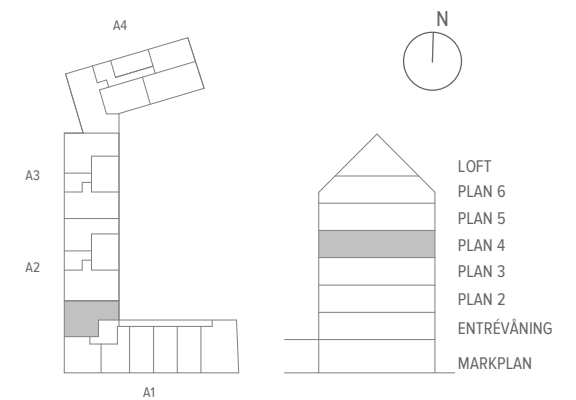 A4
N
A3
A2
A1
LOFT
PLAN 6
PLAN 5
PLAN 4
PLAN 3
PLAN 2
ENTRÉVÅNING
MARKPLAN